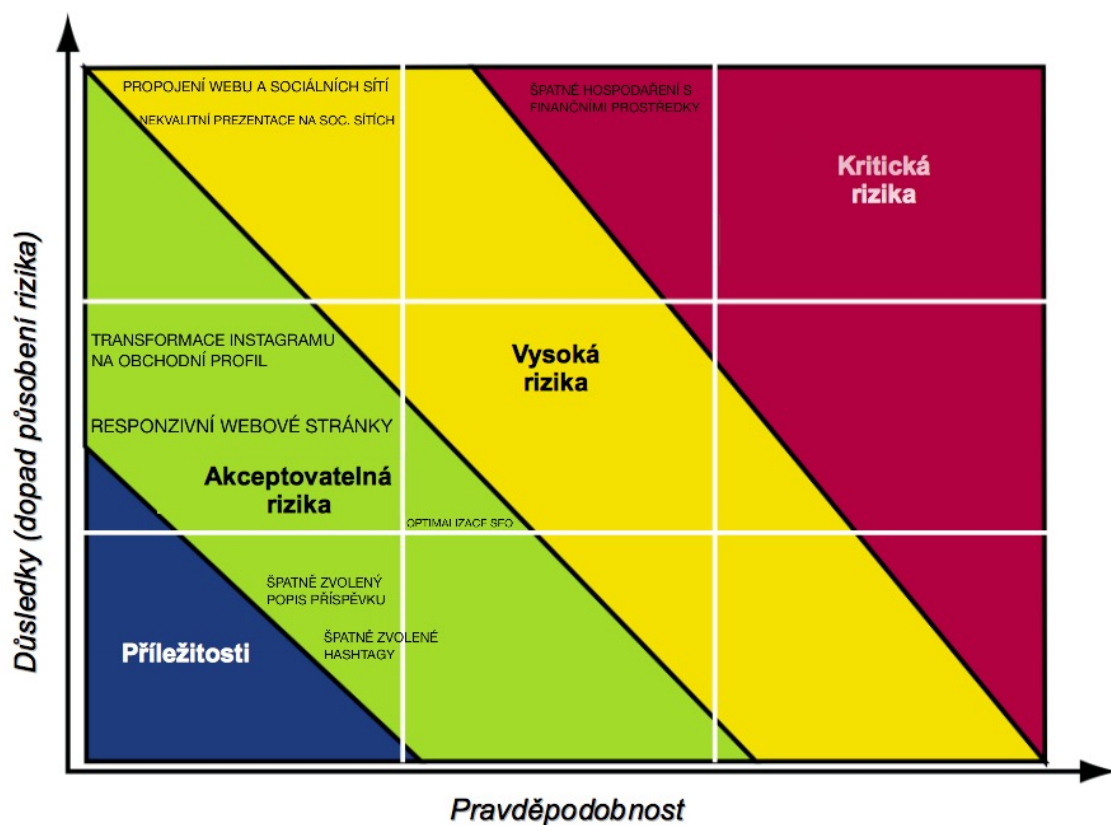 PROPOJENÍ WEBU A SOCIÁLNÍCH SÍTÍ
NEKVALITNÍ PREZENTACE NA SOC. SÍTÍCH
ŠPATNÉ HOSPODAŘENÍ S
FINANČNÍMI PROSTŘEDKY
Kritická
rizika
TRANSFORMACE INSTAGRAMU
NA OBCHODNÍ PROFIL
Vysoká
rizika
RESPONZIVNÍ WEBOVÉ STRÁNKY
Akceptovatelná
rizika
OPTIMALIZACE SEO
ŠPATNĚ ZVOLENÝ
POPIS PŘÍSPĚVKU
ŠPATNĚ ZVOLENÉ
HASHTAGY
Příležitosti
Důsledky (dopad působení rizika)
Pravděpodobnost